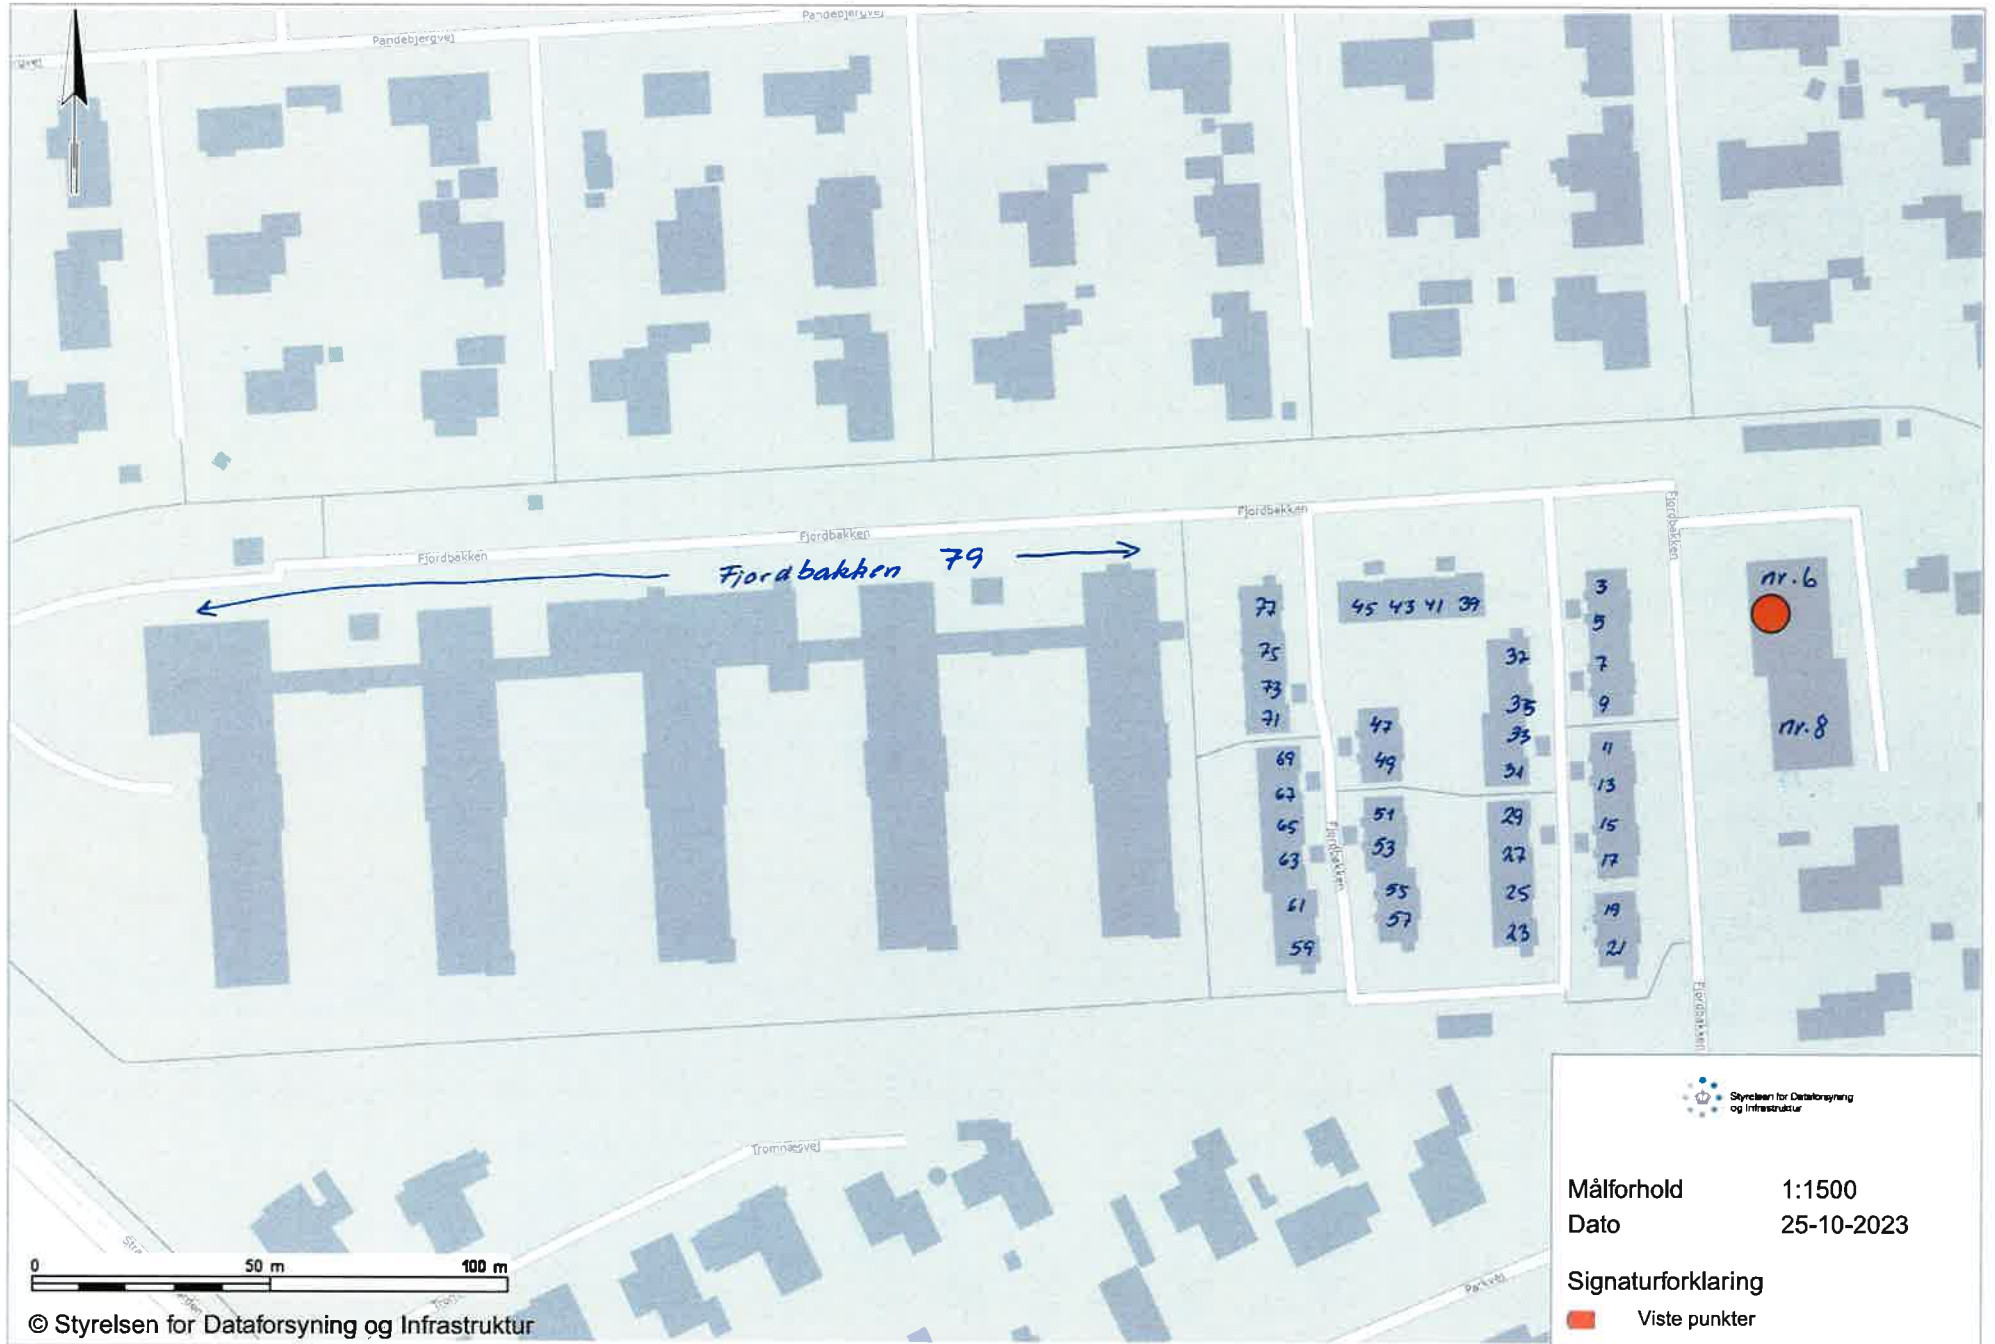 Pandebjergvej
Pandebjergvej
Fjordbakken
Fjordbakken
Fjordbakken
Fjordbakken
Fjordbakken 79
77
75
73
71
69
67
65
63
61
59
45 43 41 39
47
49
51
53
55
57
37
35
33
31
29
27
25
23
3
5
7
9
11
13
15
17
19
21
nr. 6
nr. 8
Fjordbakken
Fjordbakken
Tromnæsvej
Parkvej
0 50 m 100 m
© Styrelsen for Dataforsyning og Infrastruktur
Styrelsen for Dataforsyning
og Infrastruktur
Målforhold 1:1500
Dato 25-10-2023
Signaturforklaring
Viste punkter